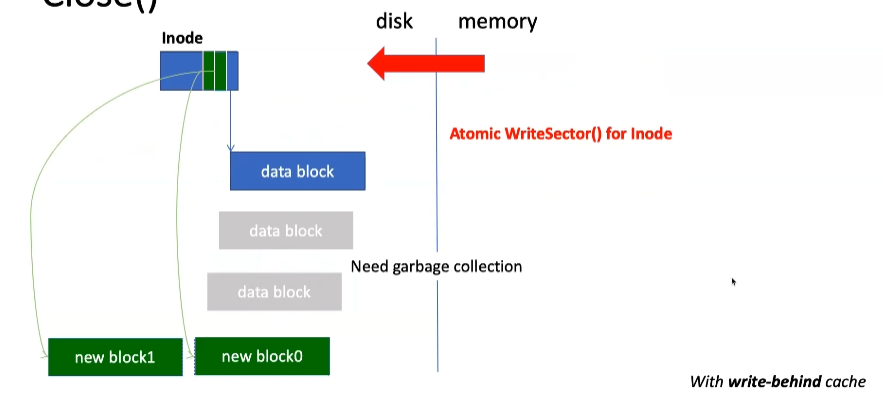 Close()
disk
memory
Inode
Atomic WriteSector() for Inode
data block
data block
Need garbage collection
data block
new block1
new block0
With write-behind cache